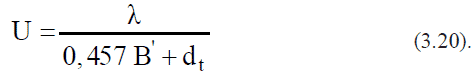 U = λ / (0,457 B' + d_t) (3.20).